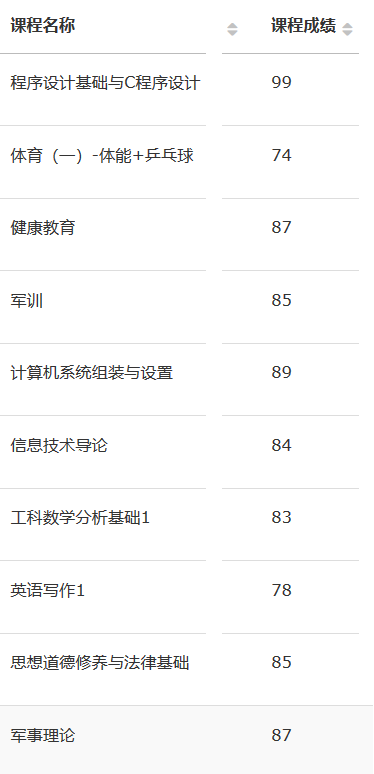 课程名称 课程成绩
程序设计基础与C程序设计 99
体育（一）-体能+乒乓球 74
健康教育 87
军训 85
计算机系统组装与设置 89
信息技术导论 84
工科数学分析基础1 83
英语写作1 78
思想道德修养与法律基础 85
军事理论 87